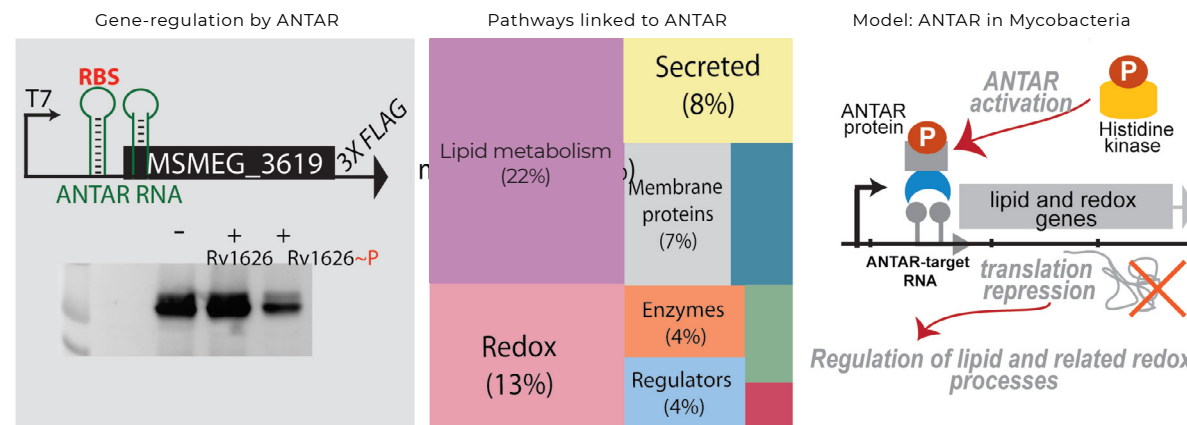 Gene-regulation by ANTAR
T7
RBS
MSMEG_3619
3X FLAG
ANTAR RNA
- + +
Rv1626 Rv1626~P
Pathways linked to ANTAR
Lipid metabolism
(22%)
Secreted
(8%)
Membrane
proteins
(7%)
Redox
(13%)
Enzymes
(4%)
Regulators
(4%)
Model: ANTAR in Mycobacteria
P
ANTAR
activation
Histidine
kinase
ANTAR
protein
P
lipid and redox
genes
ANTAR-target
RNA
translation
repression
Regulation of lipid and related redox
processes